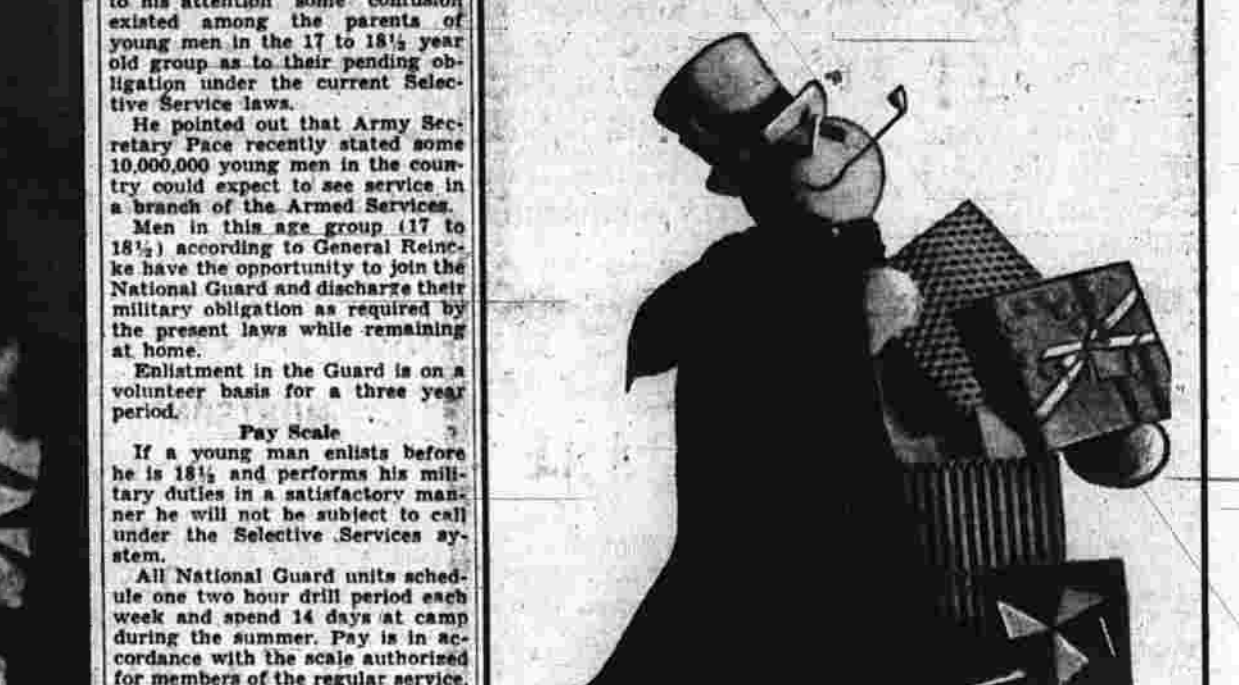 to his attention some confusion
existed among the parents of
young men in the 17 to 18½ year
old group as to their pending ob-
ligation under the current Selec-
tive Service laws.
He pointed out that Army Sec-
retary Pace recently stated some
10,000,000 young men in the coun-
try could expect to see service in
a branch of the Armed Services.
Men in this age group (17 to
18½) according to General Reinc-
ke have the opportunity to join the
National Guard and discharge their
military obligation as required by
the present laws while remaining
at home.
Enlistment in the Guard is on a
volunteer basis for a three year
period.
Pay Scale
If a young man enlists before
he is 18½ and performs his mili-
tary duties in a satisfactory man-
ner he will not be subject to call
under the Selective Services sy-
stem.
All National Guard units sched-
ule one two hour drill period each
week and spend 14 days at camp
during the summer. Pay is in ac-
cordance with the scale authorized
for members of the regular service.